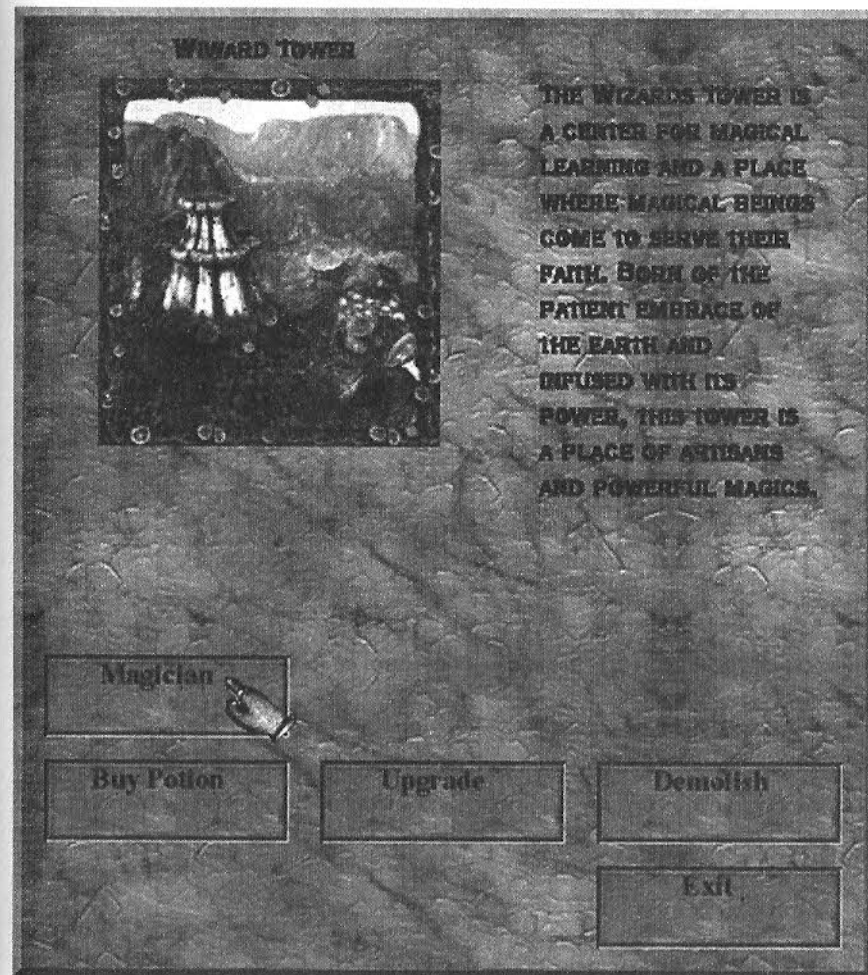 WIWARD TOWER
THE WIZARDS TOWER IS
A CENTER FOR MAGICAL
LEARNING AND A PLACE
WHERE MAGICAL BEINGS
COME TO SERVE THEIR
FAITH. BORN OF THE
PATIENT EMBRACE OF
THE EARTH AND
INFUSED WITH ITS
POWER, THIS TOWER IS
A PLACE OF ARTISANS
AND POWERFUL MAGICS.
Magician
Buy Potion
Upgrade
Demolish
Exit